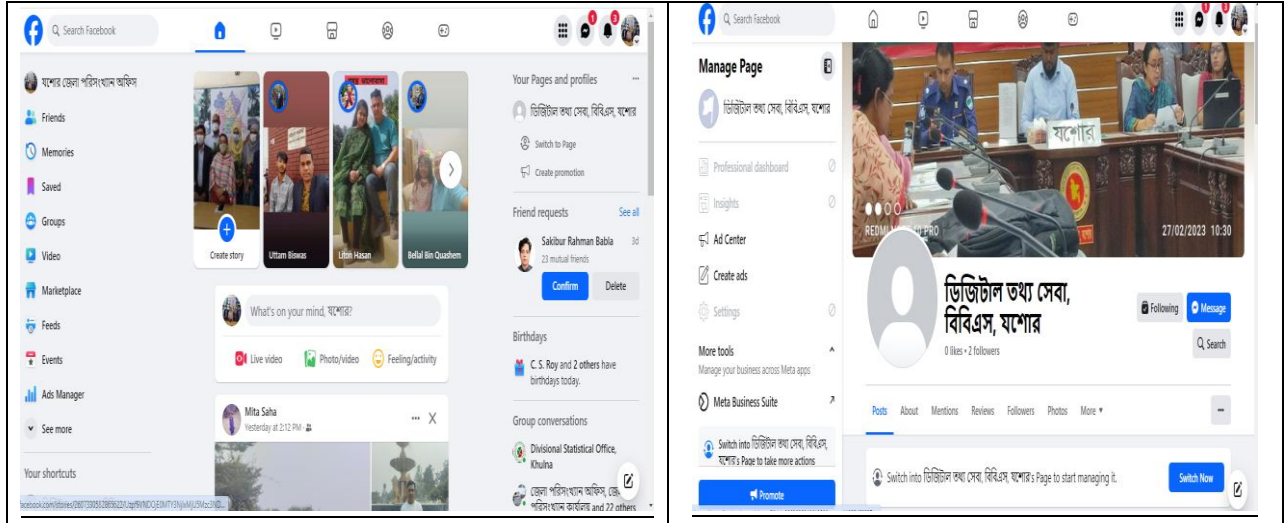 Search Facebook
1
3
যশোর জেলা পরিসংখ্যান অফিস
Friends
Memories
Saved
Groups
Video
Marketplace
Feeds
Events
Ads Manager
See more
Your shortcuts
Create story
Uttam Biswas
Liton Hasan
Bellal Bin Quashem
What's on your mind, যশোর?
Live video
Photo/video
Feeling/activity
Mita Saha
Yesterday at 2:12 PM
Your Pages and profiles
ডিজিটাল তথ্য সেবা, বিবিএস, যশোর
Switch to Page
Create promotion
Friend requests See all
Sakibur Rahman Babla 3d
23 mutual friends
Confirm Delete
Birthdays
C. S. Roy and 2 others have
birthdays today.
Group conversations
Divisional Statistical Office,
Khulna
জেলা পরিসংখ্যান অফিস,
পরিসংখ্যান কার্যালয় and 22 others
Search Facebook
1
3
Manage Page
ডিজিটাল তথ্য সেবা, বিবিএস, যশোর
Professional dashboard
Insights
Ad Center
Create ads
Settings
More tools
Manage your business across Meta apps
Meta Business Suite
Switch into ডিজিটাল তথ্য সেবা, বিবিএস,
যশোর's Page to take more actions
Promote
যশোর
27/02/2023 10:30
ডিজিটাল তথ্য সেবা,
বিবিএস, যশোর
0 likes • 2 followers
Following Message
Search
Posts About Mentions Reviews Followers Photos More
Switch into ডিজিটাল তথ্য সেবা, বিবিএস, যশোর's Page to start managing it.
Switch Now